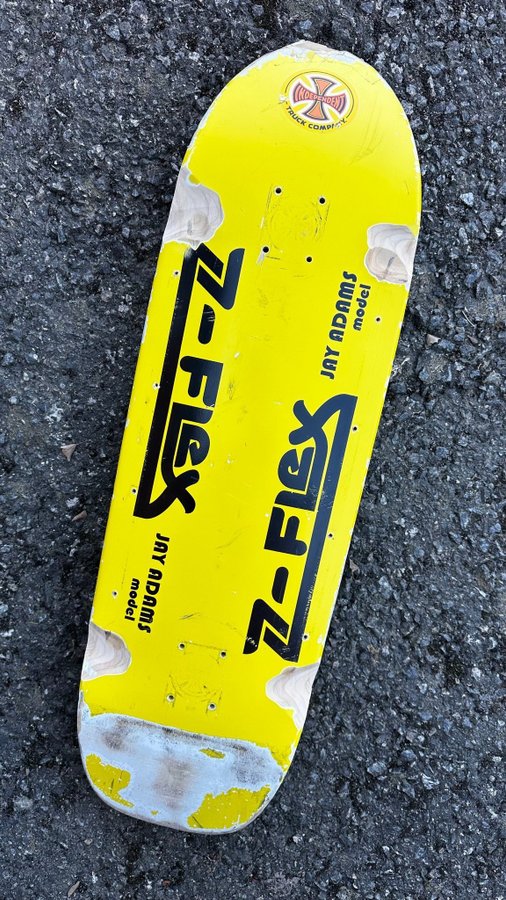 INDEPENDENT
TRUCK COMPANY
Z-FLEX
JAY ADAMS
model
Z-FLEX
JAY ADAMS
model